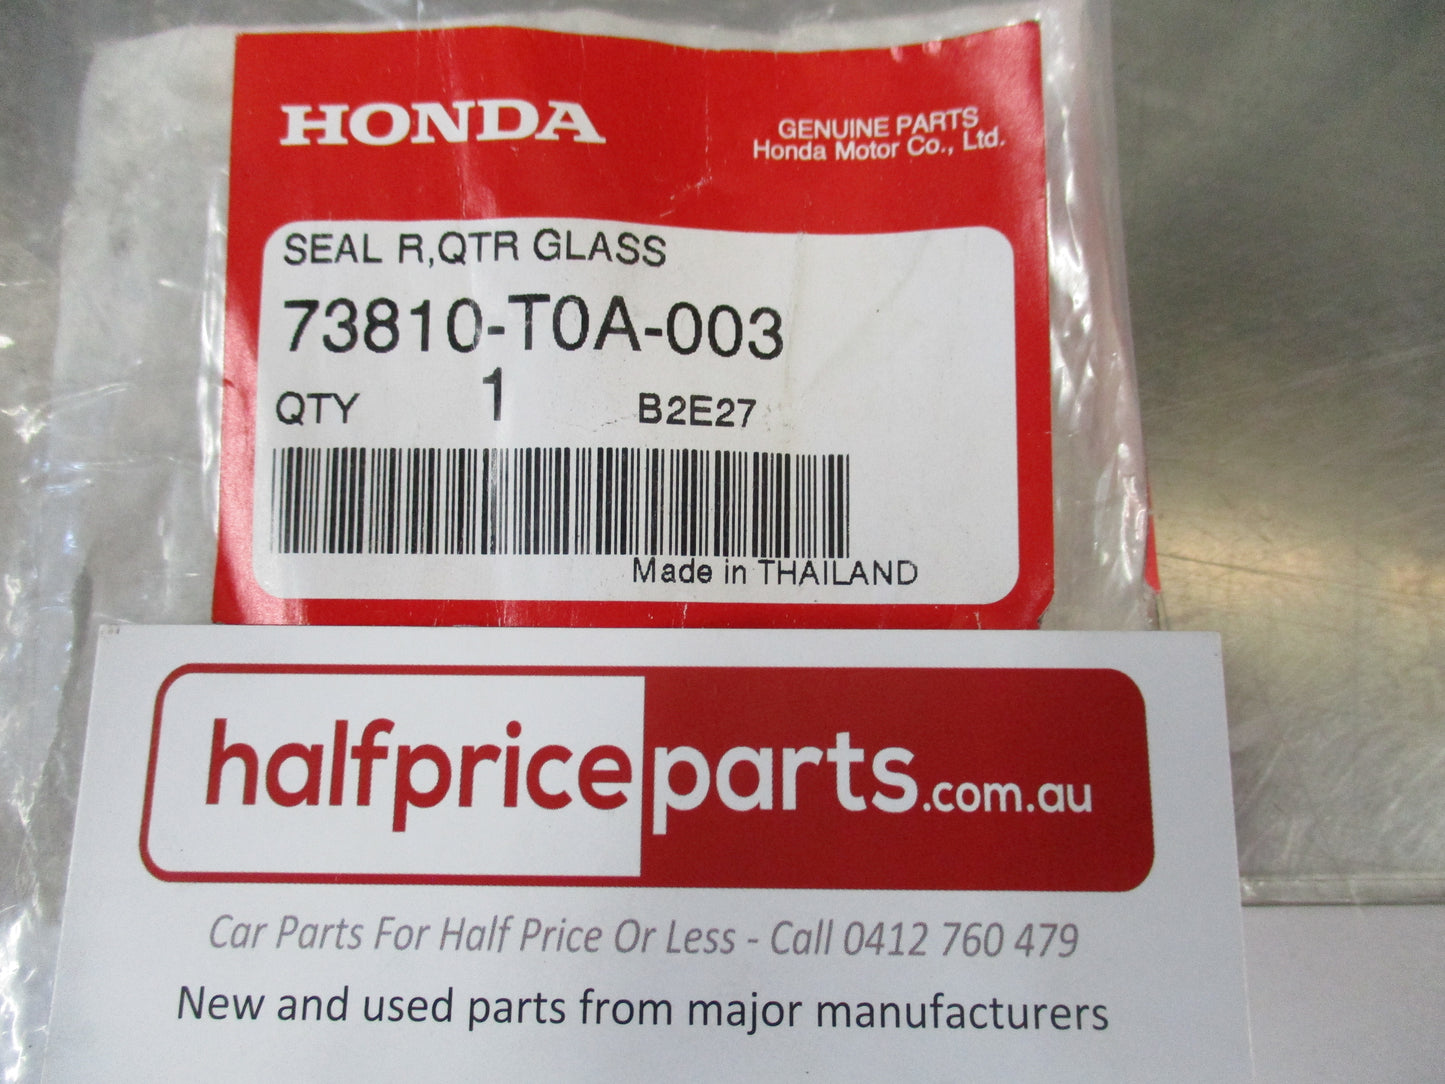 HONDA
GENUINE PARTS
Honda Motor Co., Ltd.
SEAL R,QTR GLASS
73810-T0A-003
QTY 1 B2E27
Made in THAILAND
halfpriceparts.com.au
Car Parts For Half Price Or Less - Call 0412 760 479
New and used parts from major manufacturers